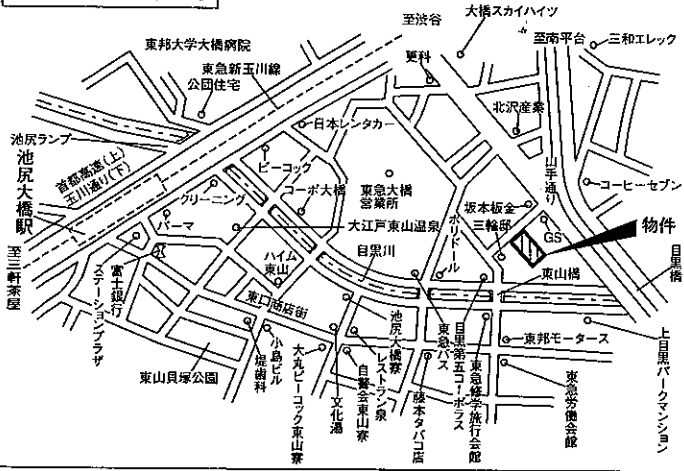 至渋谷
大橋スカイハイツ
至南平台
三和エレック
東邦大学大橋病院
東急新玉川線
公団住宅
更科
北沢産業
日本レンタカー
池尻ランプ
首都高速(上)
玉川通り(下)
池尻大橋駅
至三軒茶屋
ピーコック
クリーニング
コーポ大橋
東急大橋
営業所
山手通り
コーヒーセブン
パーマ
大江戸東山温泉
ポリドール
坂本板金
三輪邸
GS
物件
目黒橋
ハイム
東山
目黒川
東山橋
富士銀行
ステーションプラザ
東口商店街
東山貝塚公園
堤歯科
小島ビル
大丸ピーコック東山寮
文化湯
自警会東山寮
レストラン泉
池尻大橋寮
東急バス
藤本タバコ店
目黒第五コーポラス
東急修学旅行会館
東邦モータース
東急労働会館
上目黒パークマンション